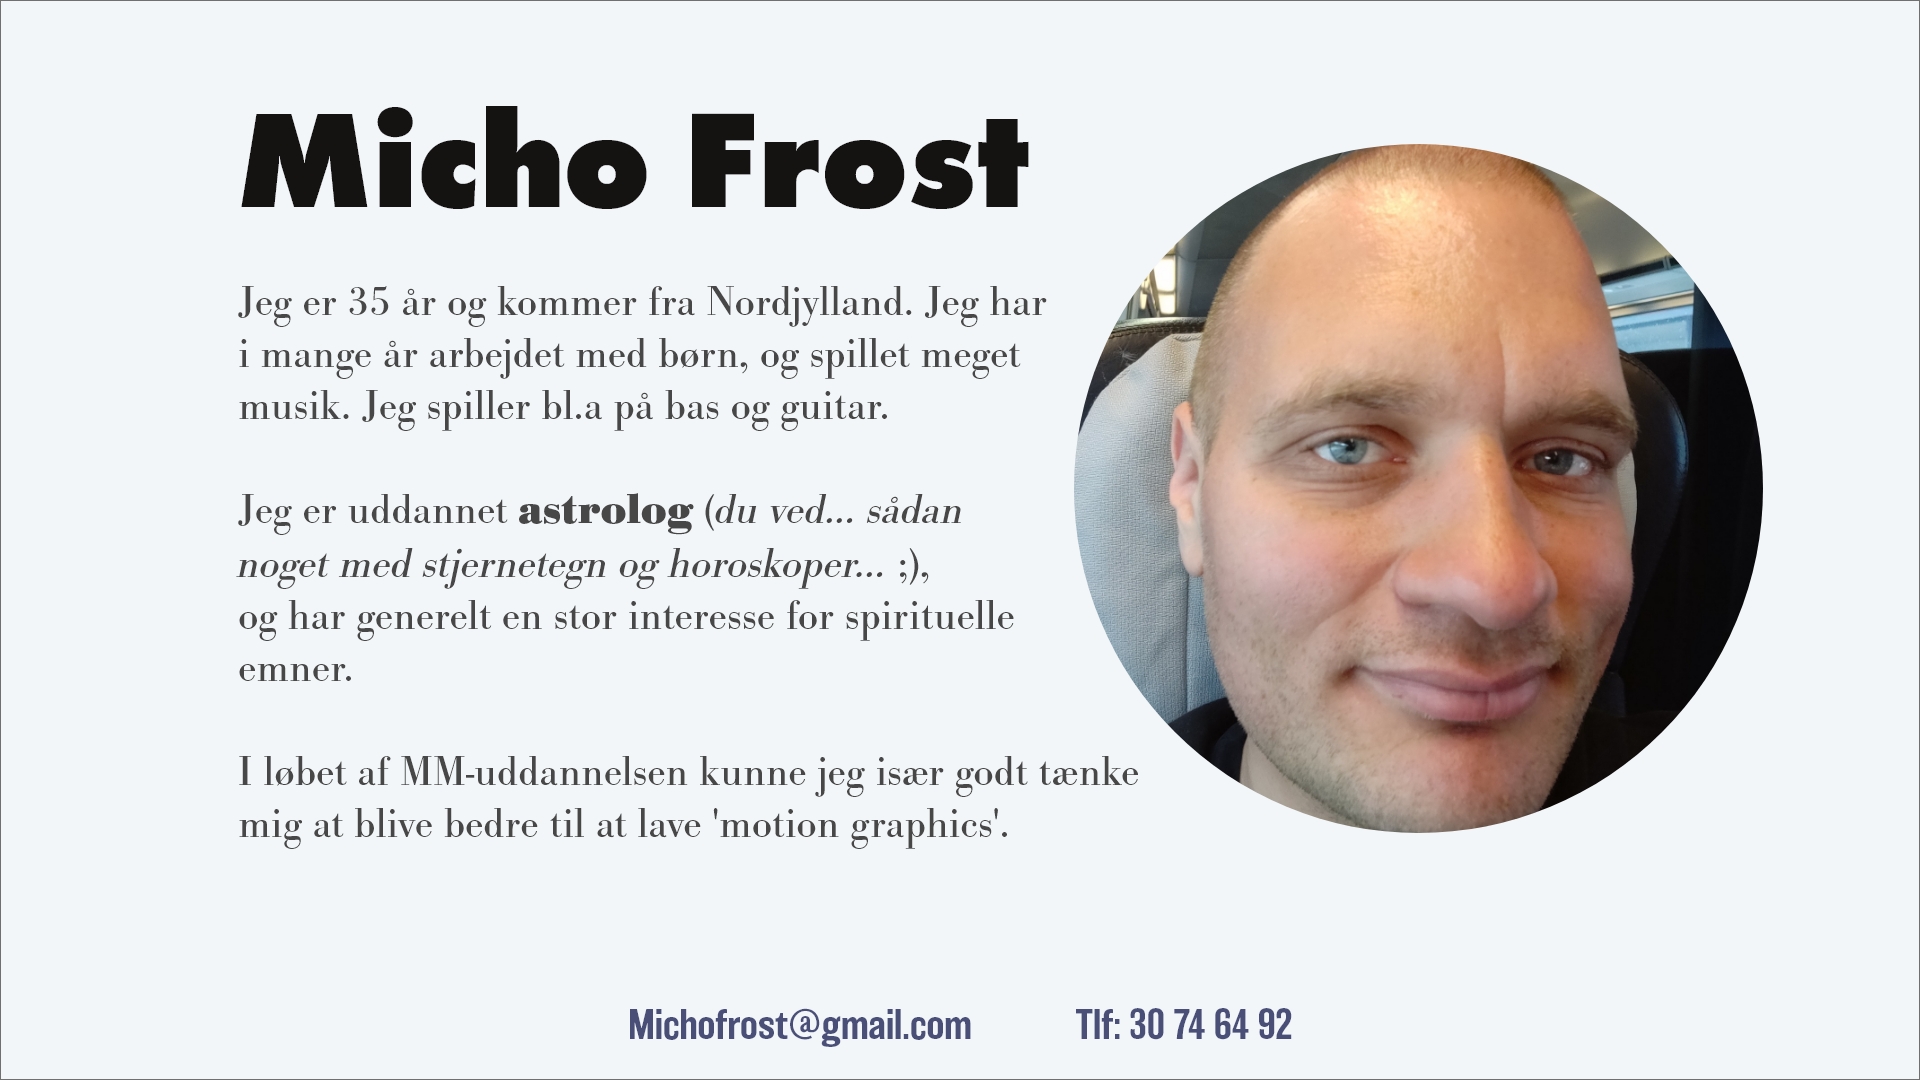 Micho Frost
Jeg er 35 år og kommer fra Nordjylland. Jeg har
i mange år arbejdet med børn, og spillet meget
musik. Jeg spiller bl.a på bas og guitar.
Jeg er uddannet astrolog (du ved... sådan
noget med stjernetegn og horoskoper... ;),
og har generelt en stor interesse for spirituelle
emner.
I løbet af MM-uddannelsen kunne jeg især godt tænke
mig at blive bedre til at lave 'motion graphics'.
Michofrost@gmail.com
Tlf: 30 74 64 92